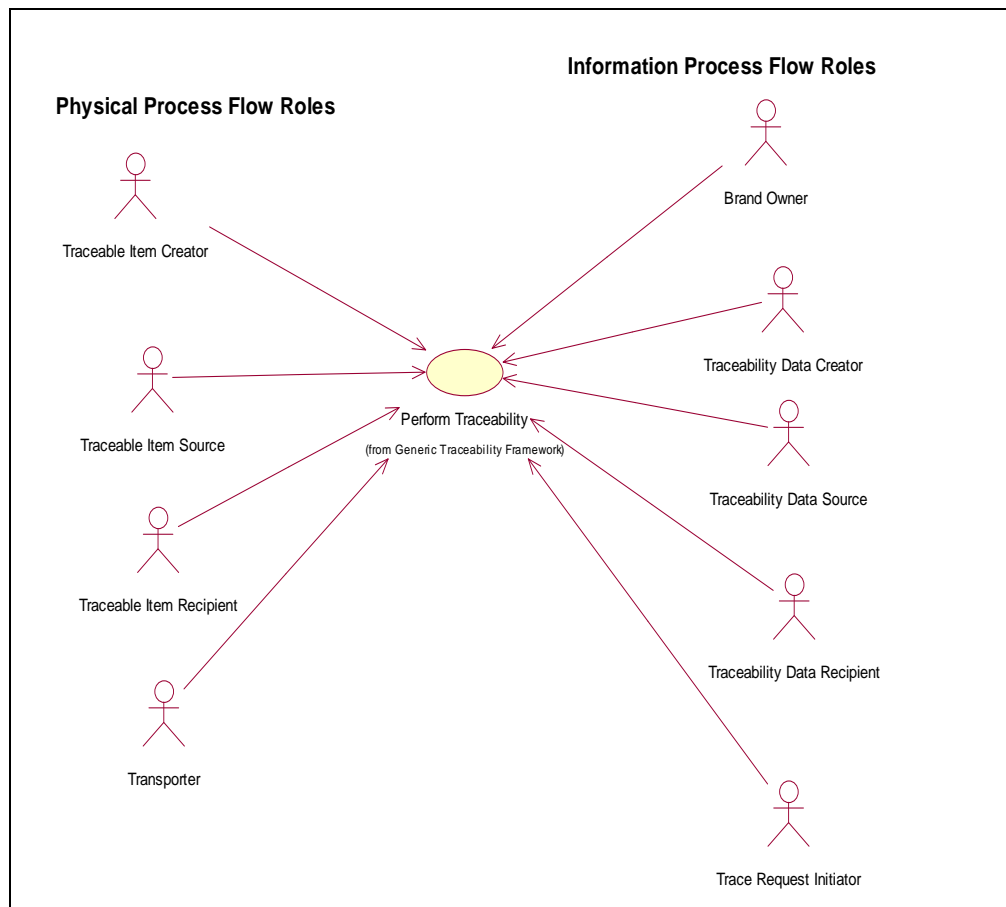 Information Process Flow Roles
Physical Process Flow Roles
Brand Owner
Traceable Item Creator
Traceability Data Creator
Perform Traceability
(from Generic Traceability Framework)
Traceable Item Source
Traceability Data Source
Traceable Item Recipient
Traceability Data Recipient
Transporter
Trace Request Initiator